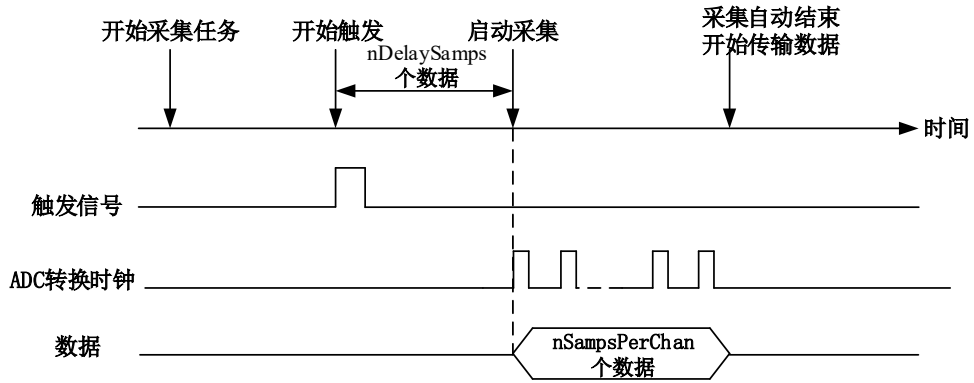 开始采集任务
开始触发
启动采集
采集自动结束
开始传输数据
nDelaySamps
个数据
时间
触发信号
ADC转换时钟
数据
nSampsPerChan
个数据